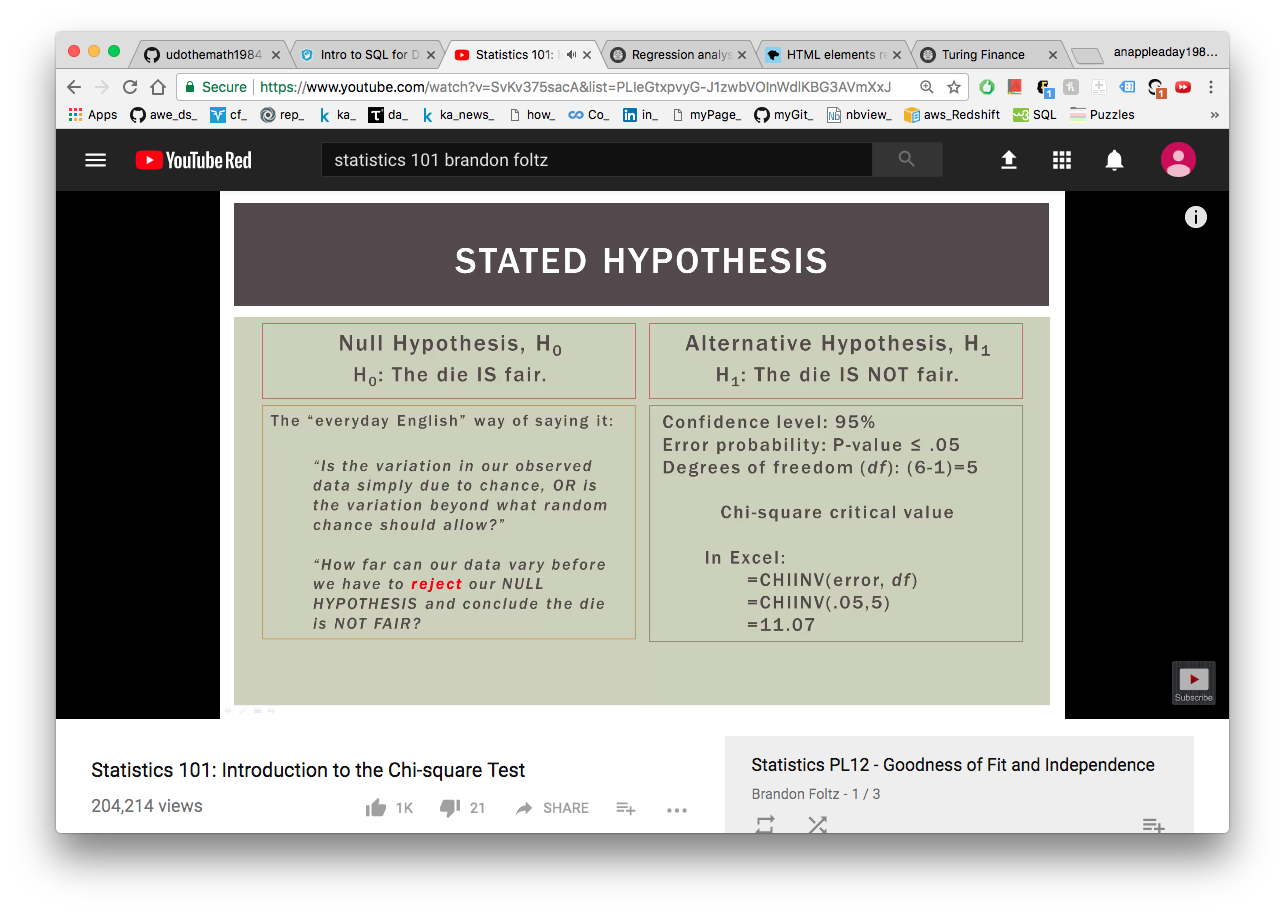 udothemath1984
Intro to SQL for D
Statistics 101: I
Regression analys
HTML elements re
Turing Finance
anappleaday198...
Secure
https://www.youtube.com/watch?v=SvKv375sacA&list=PLIeGtxpvyG-J1zwbVOlnWdlKBG3AVmXxJ
Apps awe_ds_ cf_ rep_ ka_ da_ ka_news_ how_ Co_ in_ myPage_ myGit_ nbview_ aws_Redshift SQL Puzzles »
YouTube Red
statistics 101 brandon foltz
STATED HYPOTHESIS
Null Hypothesis, H0
H0: The die IS fair.
Alternative Hypothesis, H1
H1: The die IS NOT fair.
The “everyday English” way of saying it:
“Is the variation in our observed
data simply due to chance, OR is
the variation beyond what random
chance should allow?”
“How far can our data vary before
we have to reject our NULL
HYPOTHESIS and conclude the die
is NOT FAIR?
Confidence level: 95%
Error probability: P-value ≤ .05
Degrees of freedom (df): (6-1)=5
Chi-square critical value
In Excel:
=CHIINV(error, df)
=CHIINV(.05,5)
=11.07
Subscribe
Statistics 101: Introduction to the Chi-square Test
204,214 views
1K
21
SHARE
Statistics PL12 - Goodness of Fit and Independence
Brandon Foltz - 1 / 3